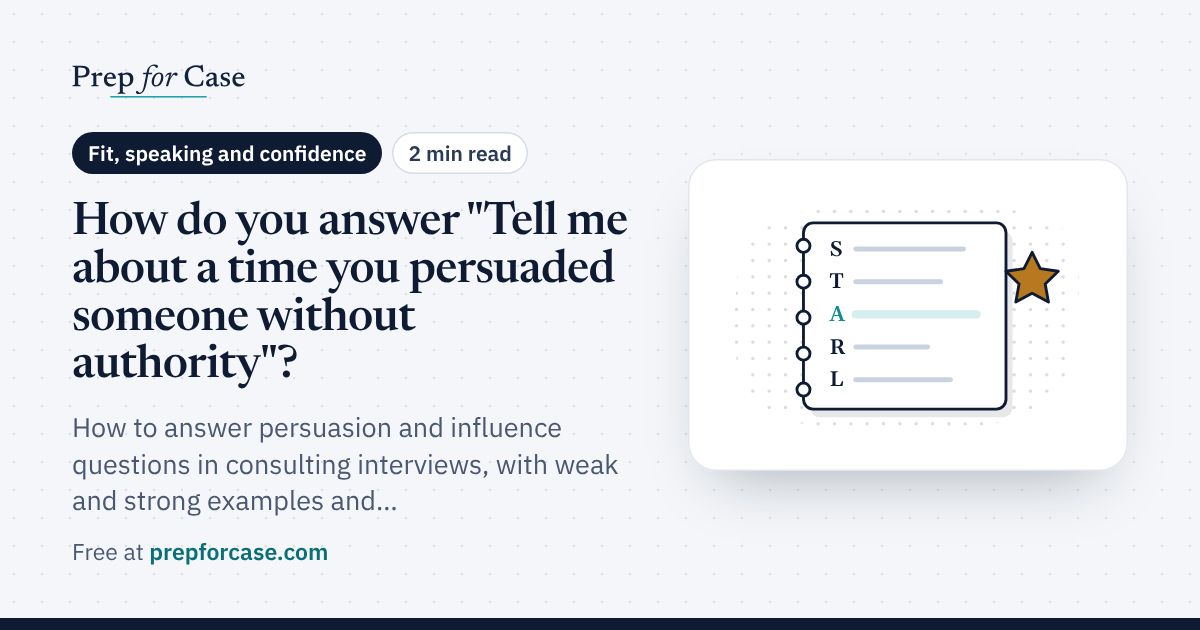 Prep for Case
Fit, speaking and confidence
2 min read
How do you answer "Tell me
about a time you persuaded
someone without
authority"?
How to answer persuasion and influence
questions in consulting interviews, with weak
and strong examples and...
Free at prepforcase.com
S
T
A
R
L